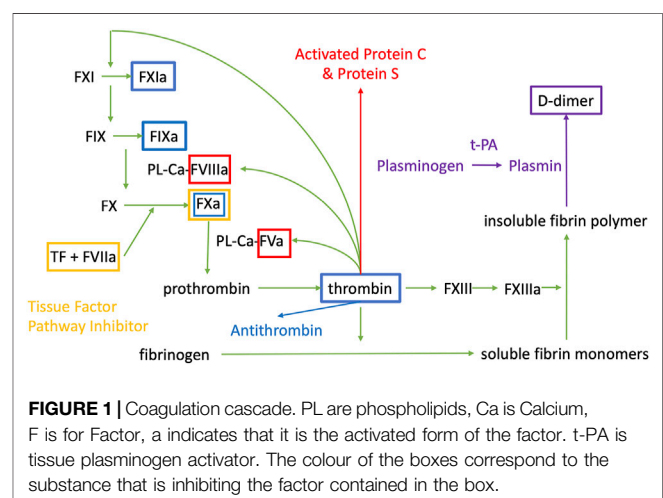 Activated Protein C
& Protein S
FXI
FXIa
D-dimer
FIX
FIXa
t-PA
PL-Ca-FVIIIa
Plasminogen
Plasmin
FX
FXa
insoluble fibrin polymer
PL-Ca-FVa
TF + FVIIa
prothrombin
thrombin
FXIII
FXIIIa
Tissue Factor
Pathway Inhibitor
Antithrombin
fibrinogen
soluble fibrin monomers
FIGURE 1 | Coagulation cascade. PL are phospholipids, Ca is Calcium,
F is for Factor, a indicates that it is the activated form of the factor. t-PA is
tissue plasminogen activator. The colour of the boxes correspond to the
substance that is inhibiting the factor contained in the box.